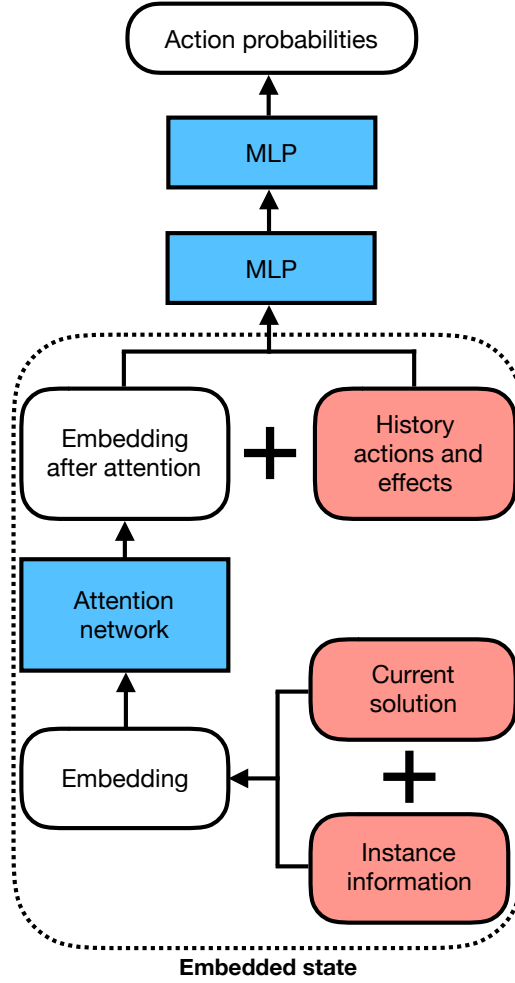 Action probabilities
MLP
MLP
Embedding
after attention
History
actions and
effects
Attention
network
Current
solution
Embedding
Instance
information
Embedded state